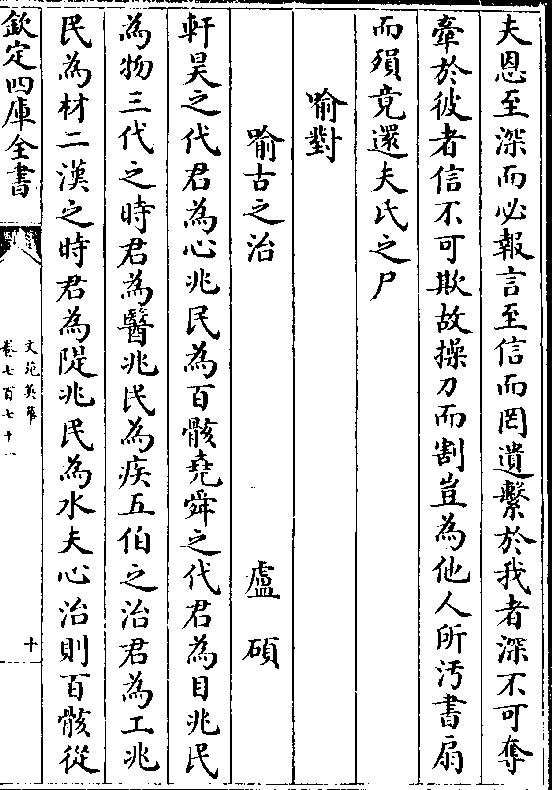 夫恩至深而必報言至信而罔遺繫於我者深不可奪
牽於彼者信不可欺故操刀而割豈為他人所汚書扇
而殞竟還夫氏之尸
喻對
喻古之治　盧碩
軒昊之代君為心兆民為百骸堯舜之代君為目兆民
為物三代之時君為醫兆民為疾五伯之治君為工兆
民為材二漢之時君為隄兆民為水夫心治則百骸從
欽定四庫全書
文苑英華
卷七百七十一
十